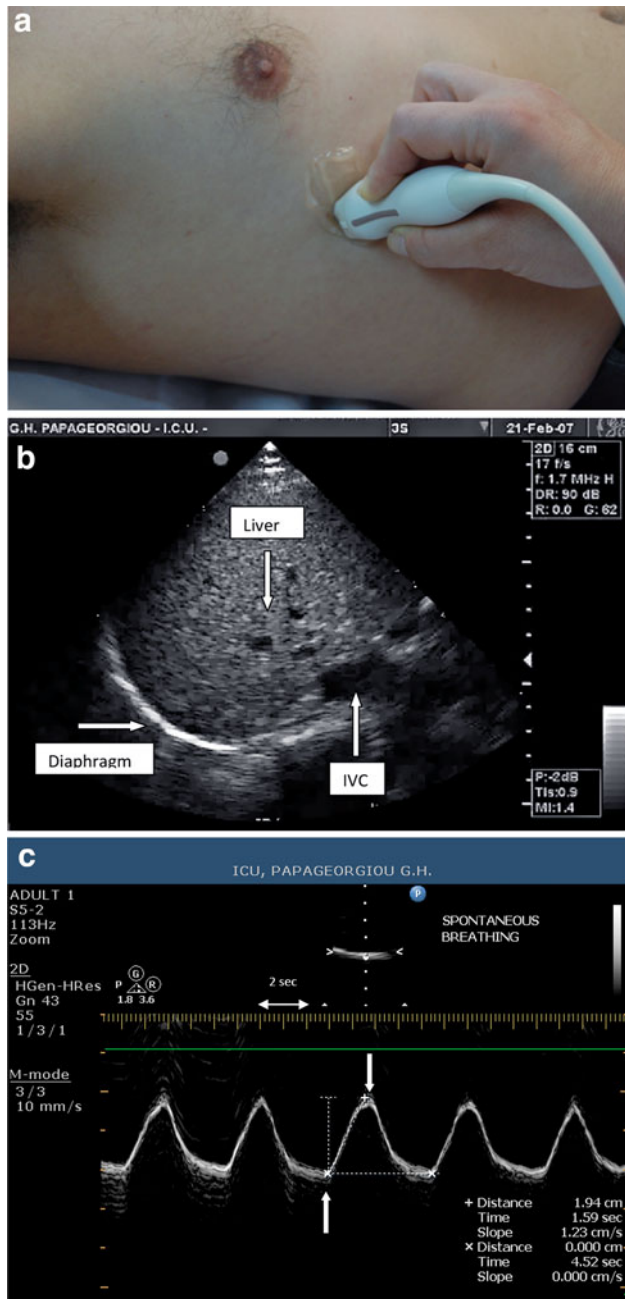 a
G.H. PAPAGEORGIOU - I.C.U. -
3S
21-Feb-07
b
2D 16 cm
17 f/s
f: 1.7 MHz H
DR: 90 dB
R: 0.0 G: 62
Liver
Diaphragm
IVC
P:-2dB
TIs:0.9
MI:1.4
c
ICU, PAPAGEORGIOU G.H.
ADULT 1
S5-2
113Hz
Zoom
P
SPONTANEOUS
BREATHING
2D
HGen-HRes
Gn 43
55
1/3/1
G
P R
1.8 3.6
2 sec
M-mode
3/3
10 mm/s
+ Distance 1.94 cm
Time 1.59 sec
Slope 1.23 cm/s
× Distance 0.000 cm
Time 4.52 sec
Slope 0.000 cm/s